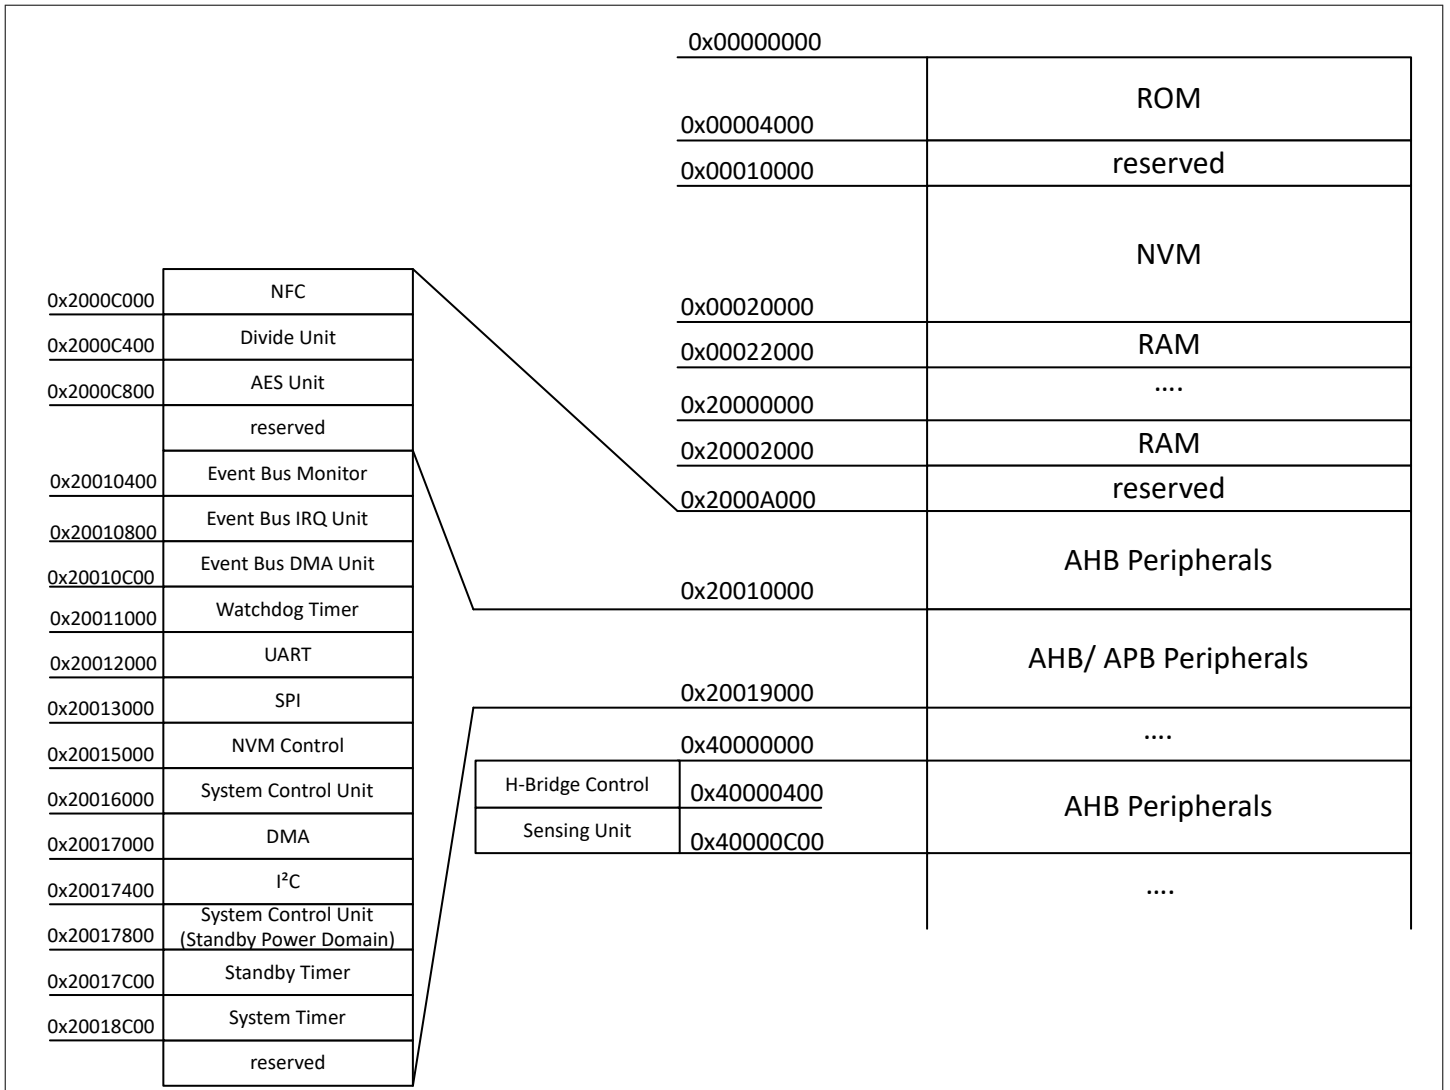 0x00000000
ROM
0x00004000
reserved
0x00010000
NVM
0x00020000
RAM
0x00022000
....
0x20000000
RAM
0x20002000
reserved
0x2000A000
AHB Peripherals
0x20010000
AHB/ APB Peripherals
0x20019000
....
0x40000000
AHB Peripherals
H-Bridge Control
0x40000400
Sensing Unit
0x40000C00
....
NFC
0x2000C000
Divide Unit
0x2000C400
AES Unit
0x2000C800
reserved
Event Bus Monitor
0x20010400
Event Bus IRQ Unit
0x20010800
Event Bus DMA Unit
0x20010C00
Watchdog Timer
0x20011000
UART
0x20012000
SPI
0x20013000
NVM Control
0x20015000
System Control Unit
0x20016000
DMA
0x20017000
I²C
0x20017400
System Control Unit
(Standby Power Domain)
0x20017800
Standby Timer
0x20017C00
System Timer
0x20018C00
reserved